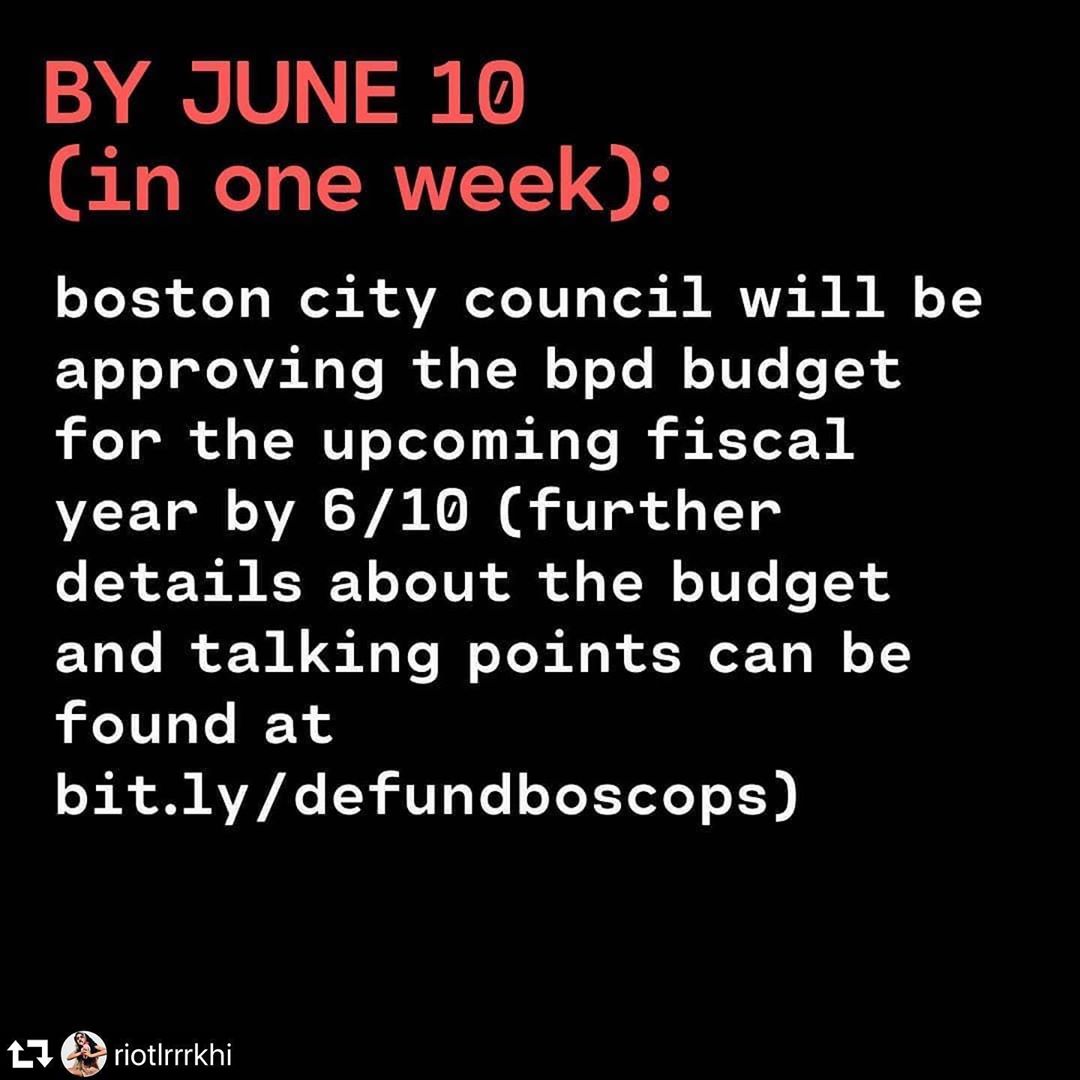 BY JUNE 10
(in one week):
boston city council will be
approving the bpd budget
for the upcoming fiscal
year by 6/10 (further
details about the budget
and talking points can be
found at
bit.ly/defundboscops)
riotlrrrkhi